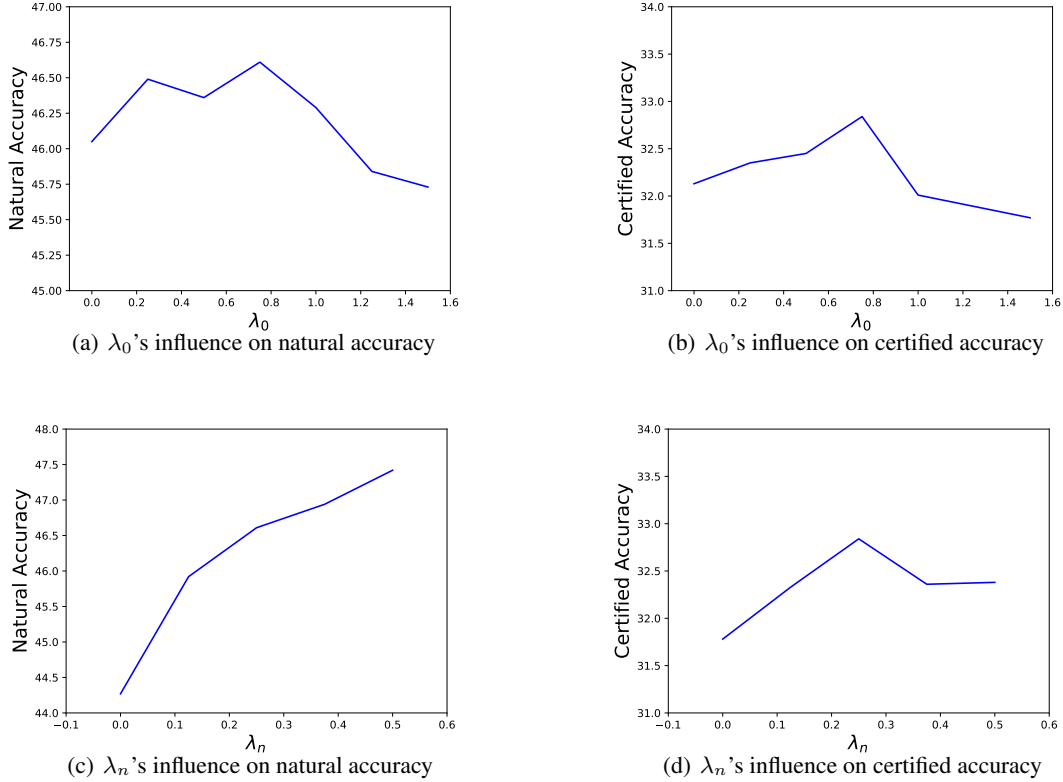 47.00
46.75
46.50
46.25
46.00
45.75
45.50
45.25
45.00
Natural Accuracy
0.0 0.2 0.4 0.6 0.8 1.0 1.2 1.4 1.6
λ0
(a) λ0's influence on natural accuracy
34.0
33.5
33.0
32.5
32.0
31.5
31.0
Certified Accuracy
0.0 0.2 0.4 0.6 0.8 1.0 1.2 1.4 1.6
λ0
(b) λ0's influence on certified accuracy
48.0
47.5
47.0
46.5
46.0
45.5
45.0
44.5
44.0
Natural Accuracy
−0.1 0.0 0.1 0.2 0.3 0.4 0.5 0.6
λn
(c) λn's influence on natural accuracy
34.0
33.5
33.0
32.5
32.0
31.5
31.0
Certified Accuracy
−0.1 0.0 0.1 0.2 0.3 0.4 0.5 0.6
λn
(d) λn's influence on certified accuracy